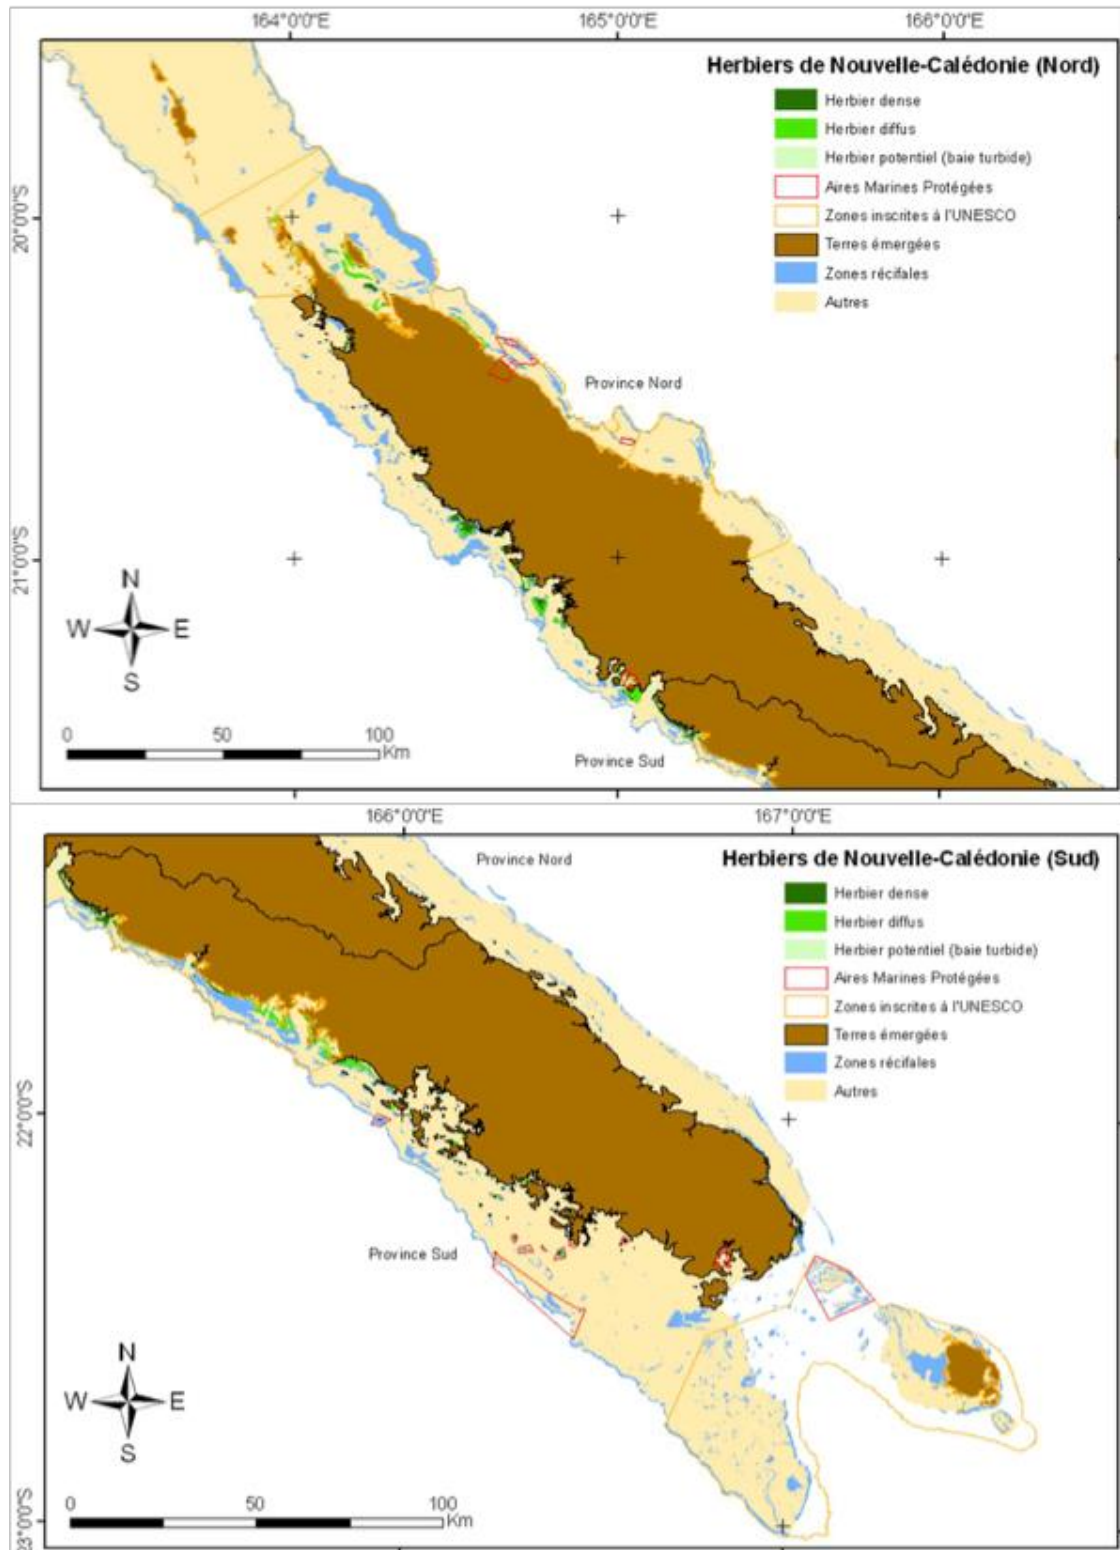 164°0'0"E 165°0'0"E 166°0'0"E
Herbiers de Nouvelle-Calédonie (Nord)
Herbier dense
Herbier diffus
Herbier potentiel (baie turbide)
Aires Marines Protégées
Zones inscrites à l'UNESCO
Terres émergées
Zones récifales
Autres
20°0'0"S
Province Nord
21°0'0"S
N
W E
S
0 50 100
Km
Province Sud
166°0'0"E 167°0'0"E
Province Nord
Herbiers de Nouvelle-Calédonie (Sud)
Herbier dense
Herbier diffus
Herbier potentiel (baie turbide)
Aires Marines Protégées
Zones inscrites à l'UNESCO
Terres émergées
Zones récifales
Autres
22°0'0"S
Province Sud
N
W E
S
0 50 100
Km
23°0'0"S